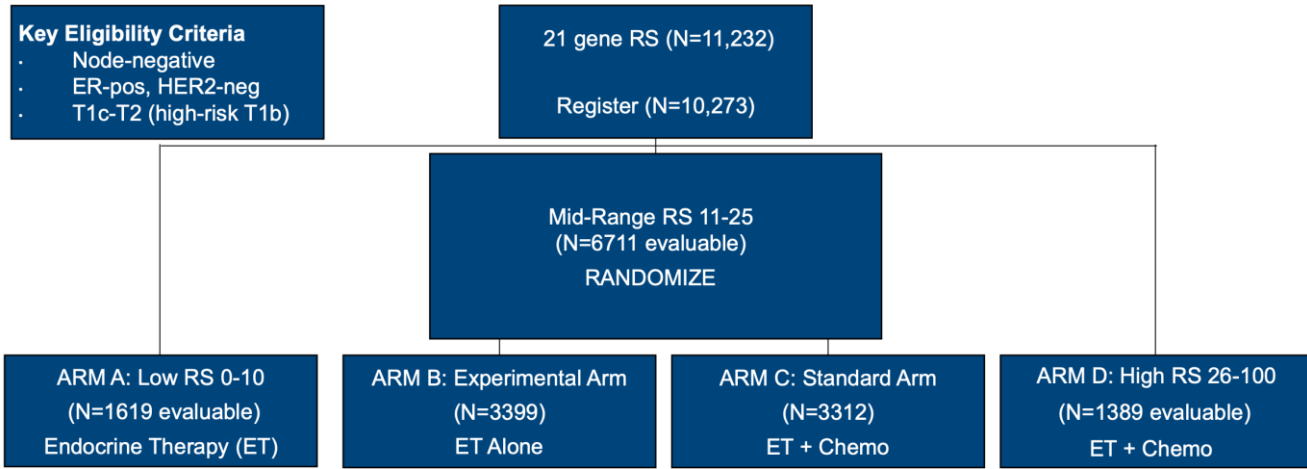 Key Eligibility Criteria
· Node-negative
· ER-pos, HER2-neg
· T1c-T2 (high-risk T1b)
21 gene RS (N=11,232)
Register (N=10,273)
Mid-Range RS 11-25
(N=6711 evaluable)
RANDOMIZE
ARM A: Low RS 0-10
(N=1619 evaluable)
Endocrine Therapy (ET)
ARM B: Experimental Arm
(N=3399)
ET Alone
ARM C: Standard Arm
(N=3312)
ET + Chemo
ARM D: High RS 26-100
(N=1389 evaluable)
ET + Chemo